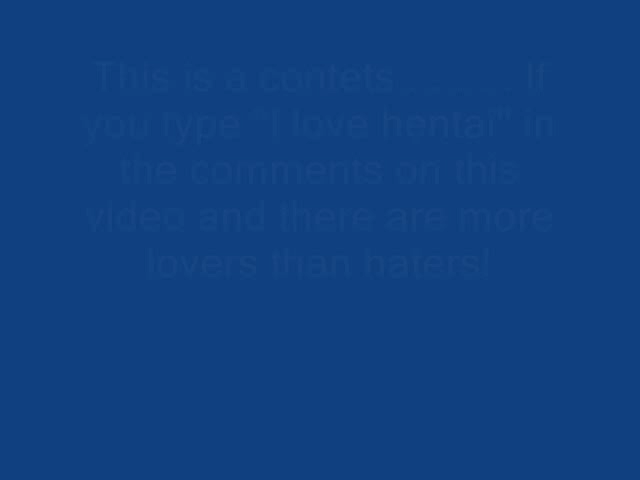 This is a contets........... If
you type "I love hentai" in
the comments on this
video and there are more
lovers than haters!